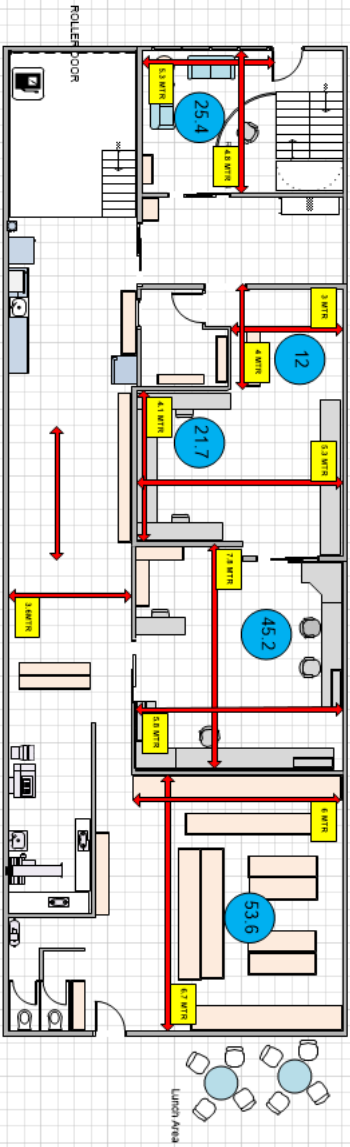 ROLLER DOOR
5.3 MTR
25.4
4.8 MTR
3 MTR
4 MTR
12
4.1 MTR
21.7
5.3 MTR
7.8 MTR
3.6MTR
45.2
5.8 MTR
6 MTR
53.6
6.7 MTR
Lunch Area